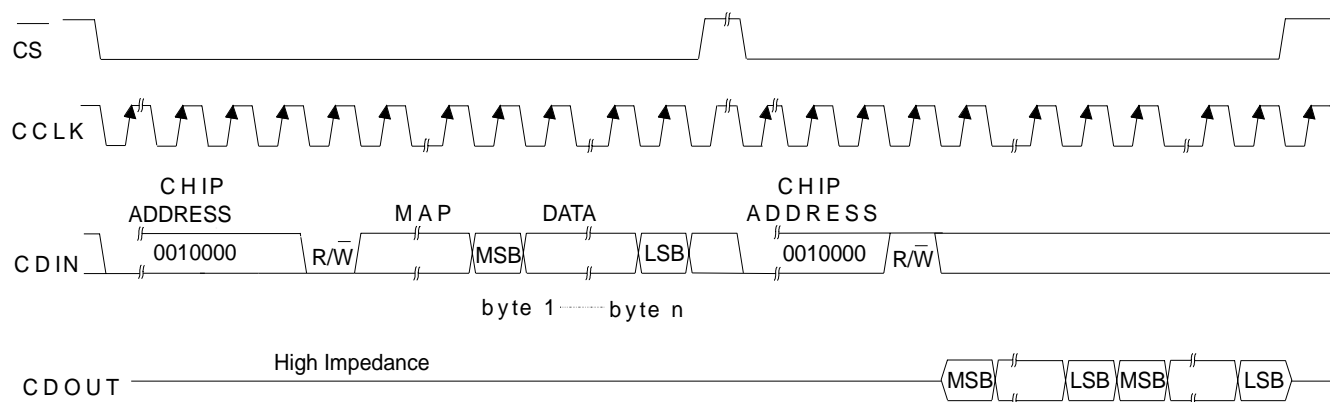 CS
CCLK
CHIP ADDRESS
MAP
DATA
CHIP ADDRESS
CDIN
0010000
R/W̅
MSB
LSB
0010000
R/W̅
byte 1
byte n
High Impedance
CDOUT
MSB
LSB
MSB
LSB